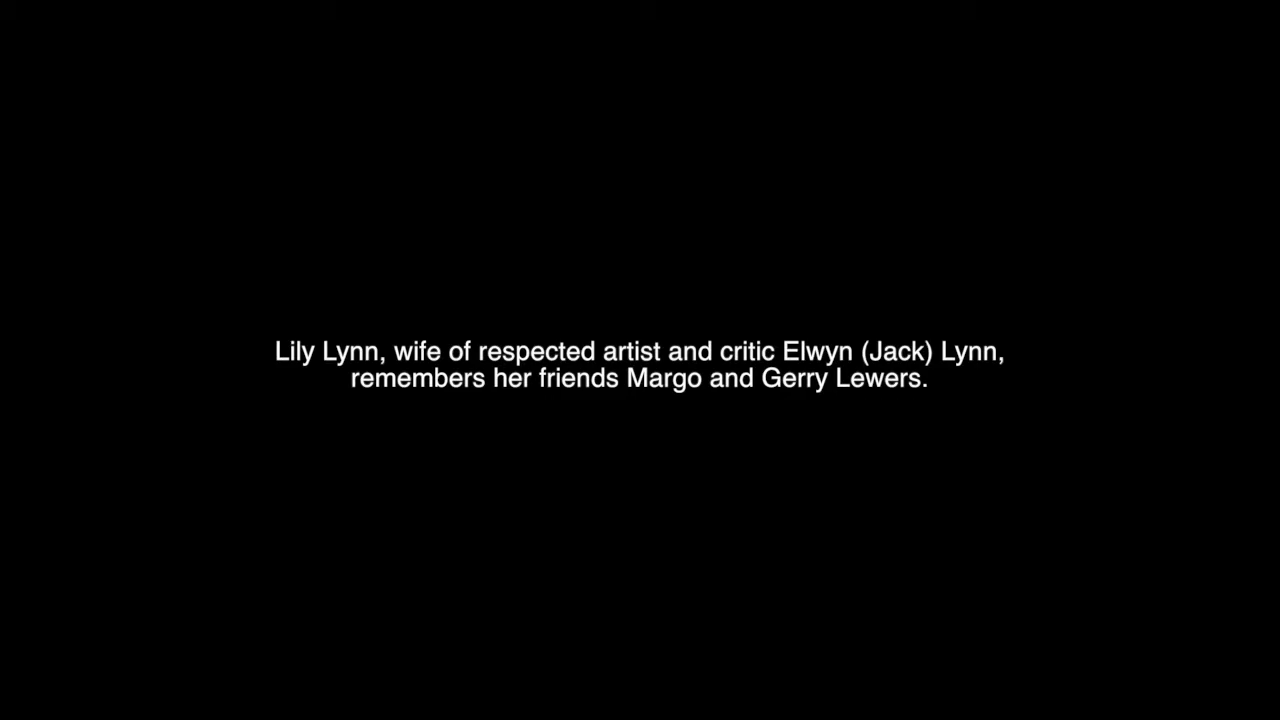 Lily Lynn, wife of respected artist and critic Elwyn (Jack) Lynn,
remembers her friends Margo and Gerry Lewers.